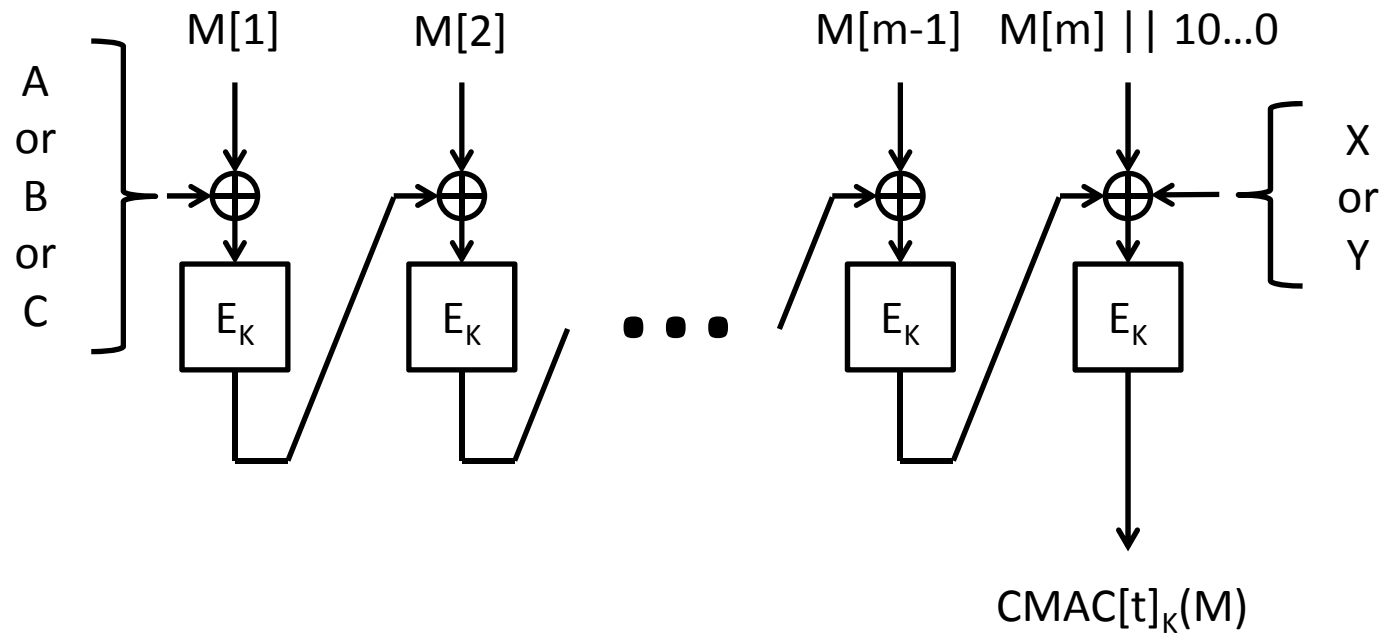 M[1]
M[2]
M[m-1]
M[m] || 10...0
A
or
B
or
C
X
or
Y
E_K
E_K
E_K
E_K
CMAC[t]_K(M)